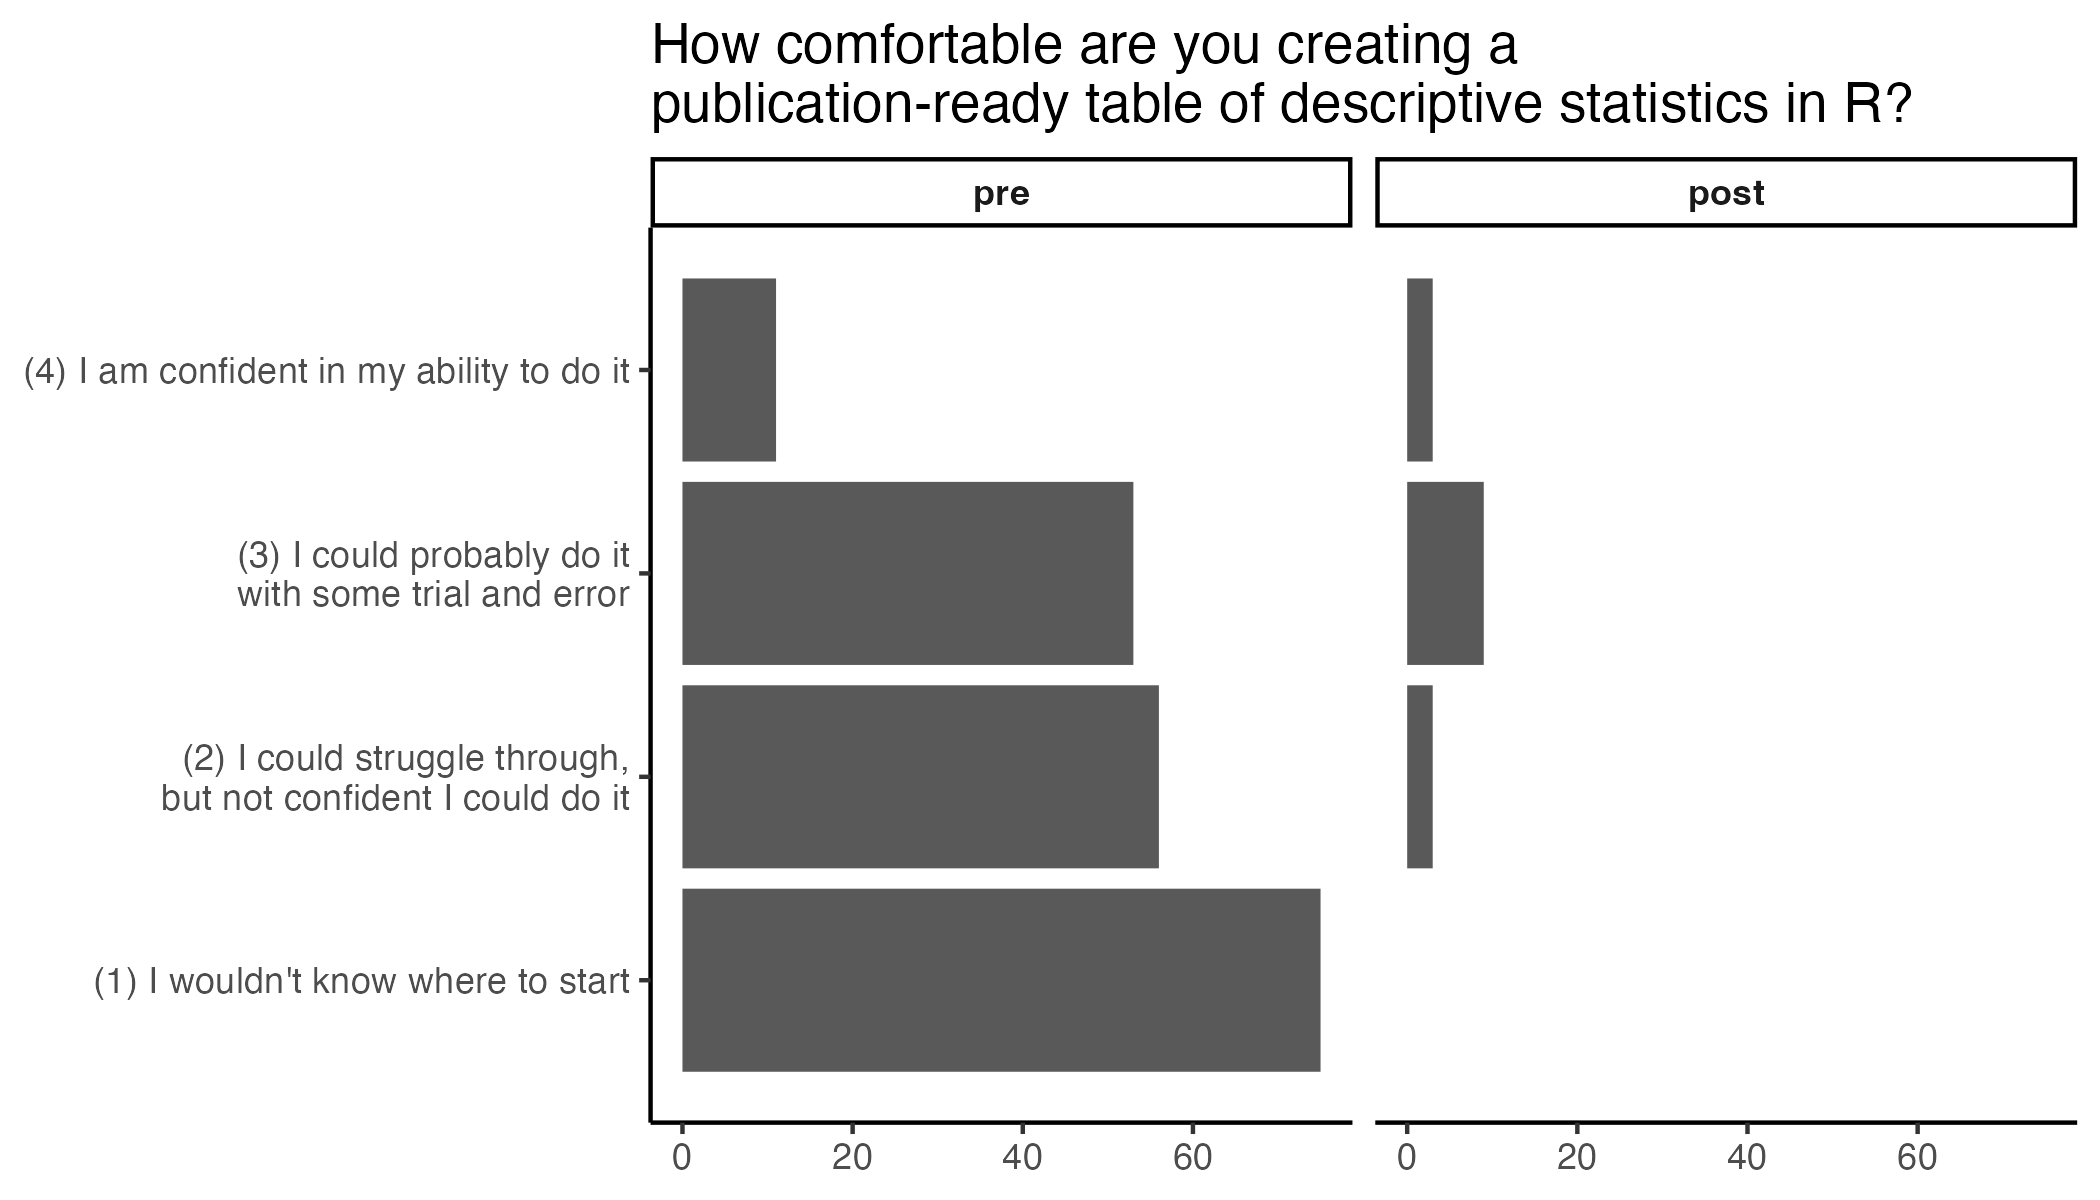 How comfortable are you creating a
publication-ready table of descriptive statistics in R?
pre
post
(4) I am confident in my ability to do it
(3) I could probably do it
with some trial and error
(2) I could struggle through,
but not confident I could do it
(1) I wouldn't know where to start
0 20 40 60
0 20 40 60